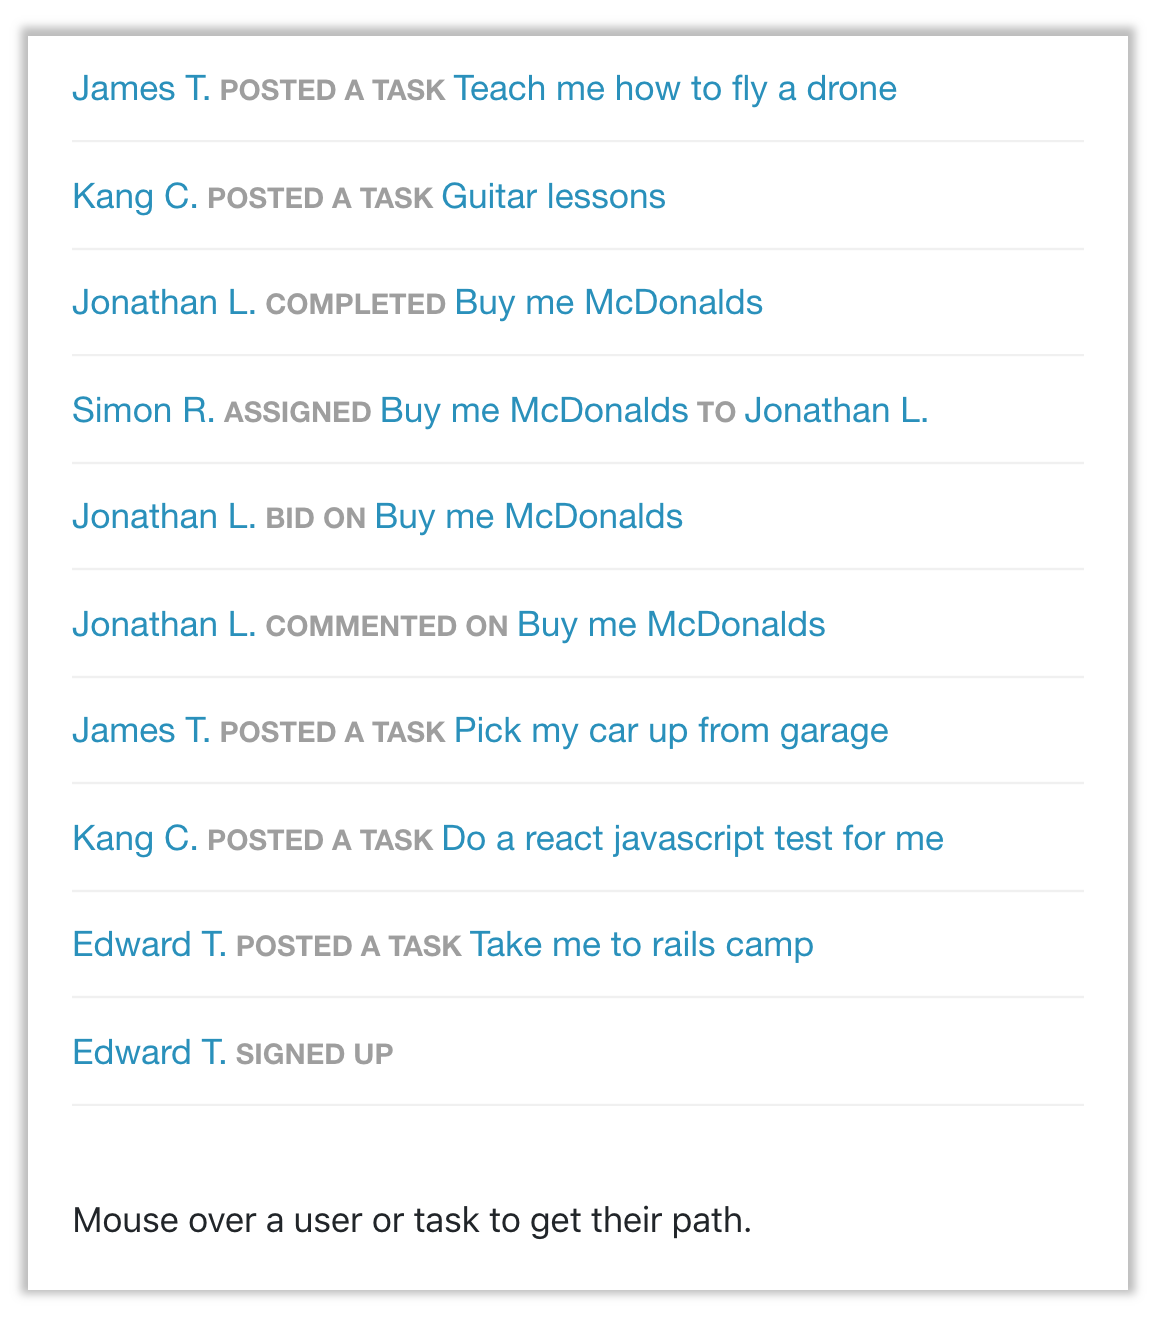 James T. POSTED A TASK Teach me how to fly a drone
Kang C. POSTED A TASK Guitar lessons
Jonathan L. COMPLETED Buy me McDonalds
Simon R. ASSIGNED Buy me McDonalds TO Jonathan L.
Jonathan L. BID ON Buy me McDonalds
Jonathan L. COMMENTED ON Buy me McDonalds
James T. POSTED A TASK Pick my car up from garage
Kang C. POSTED A TASK Do a react javascript test for me
Edward T. POSTED A TASK Take me to rails camp
Edward T. SIGNED UP
Mouse over a user or task to get their path.